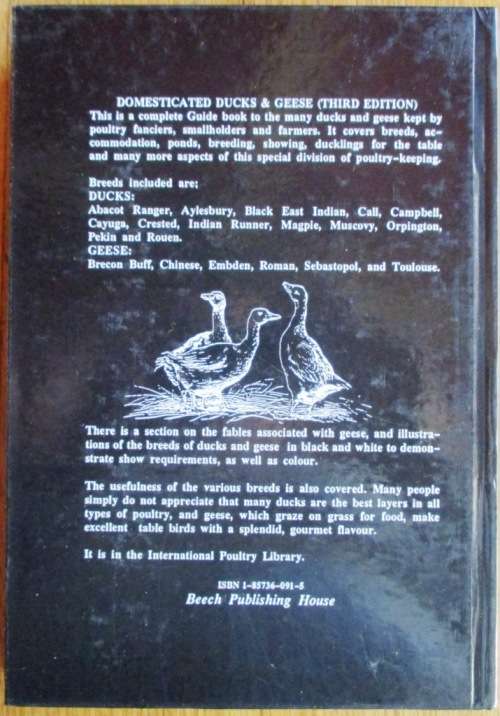 DOMESTICATED DUCKS & GEESE (THIRD EDITION)
This is a complete Guide book to the many ducks and geese kept by
poultry fanciers, smallholders and farmers. It covers breeds, ac-
commodation, ponds, breeding, showing, ducklings for the table
and many more aspects of this special division of poultry-keeping.
Breeds included are;
DUCKS:
Abacot Ranger, Aylesbury, Black East Indian, Call, Campbell,
Cayuga, Crested, Indian Runner, Magpie, Muscovy, Orpington,
Pekin and Rouen.
GEESE:
Brecon Buff, Chinese, Embden, Roman, Sebastopol, and Toulouse.
There is a section on the fables associated with geese, and illustra-
tions of the breeds of ducks and geese in black and white to demon-
strate show requirements, as well as colour.
The usefulness of the various breeds is also covered. Many people
simply do not appreciate that many ducks are the best layers in all
types of poultry, and geese, which graze on grass for food, make
excellent table birds with a splendid, gourmet flavour.
It is in the International Poultry Library.
ISBN 1-85736-091-5
Beech Publishing House